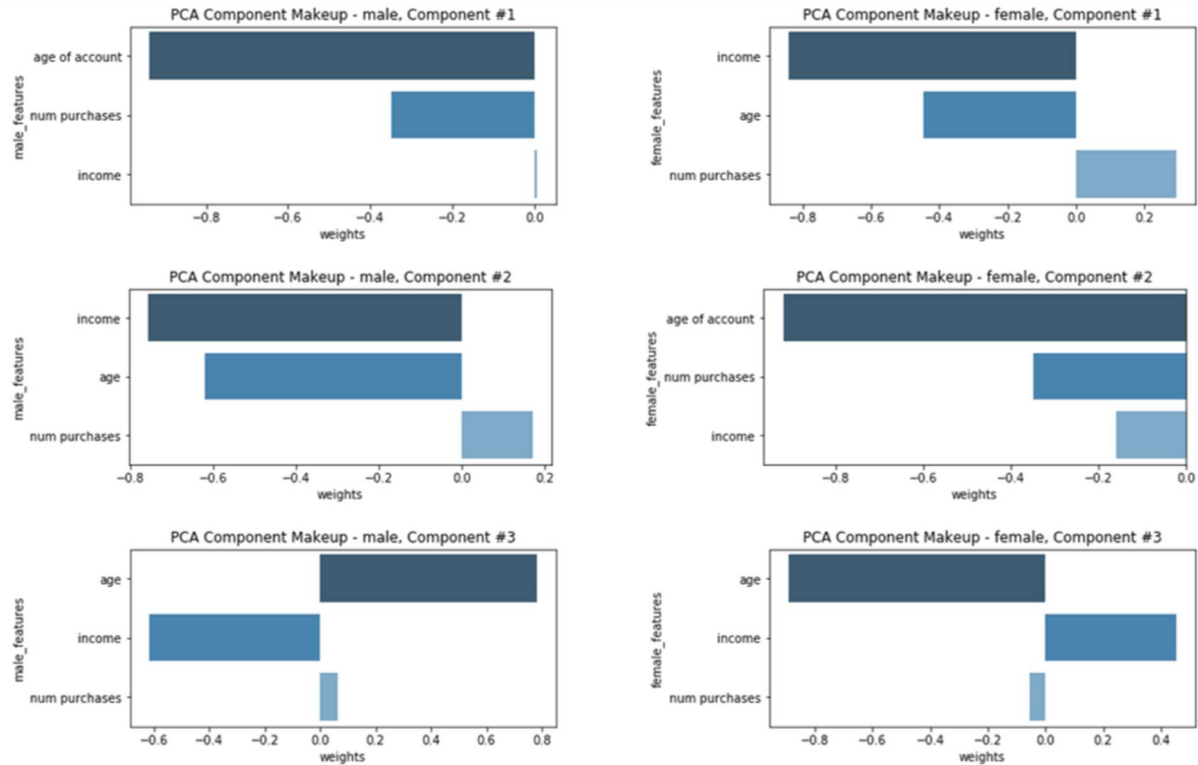 PCA Component Makeup - male, Component #1
male_features
age of account
num purchases
income
−0.8 −0.6 −0.4 −0.2 0.0
weights
PCA Component Makeup - female, Component #1
female_features
income
age
num purchases
−0.8 −0.6 −0.4 −0.2 0.0 0.2
weights
PCA Component Makeup - male, Component #2
male_features
income
age
num purchases
−0.8 −0.6 −0.4 −0.2 0.0 0.2
weights
PCA Component Makeup - female, Component #2
female_features
age of account
num purchases
income
−0.8 −0.6 −0.4 −0.2 0.0
weights
PCA Component Makeup - male, Component #3
male_features
age
income
num purchases
−0.6 −0.4 −0.2 0.0 0.2 0.4 0.6 0.8
weights
PCA Component Makeup - female, Component #3
female_features
age
income
num purchases
−0.8 −0.6 −0.4 −0.2 0.0 0.2 0.4
weights